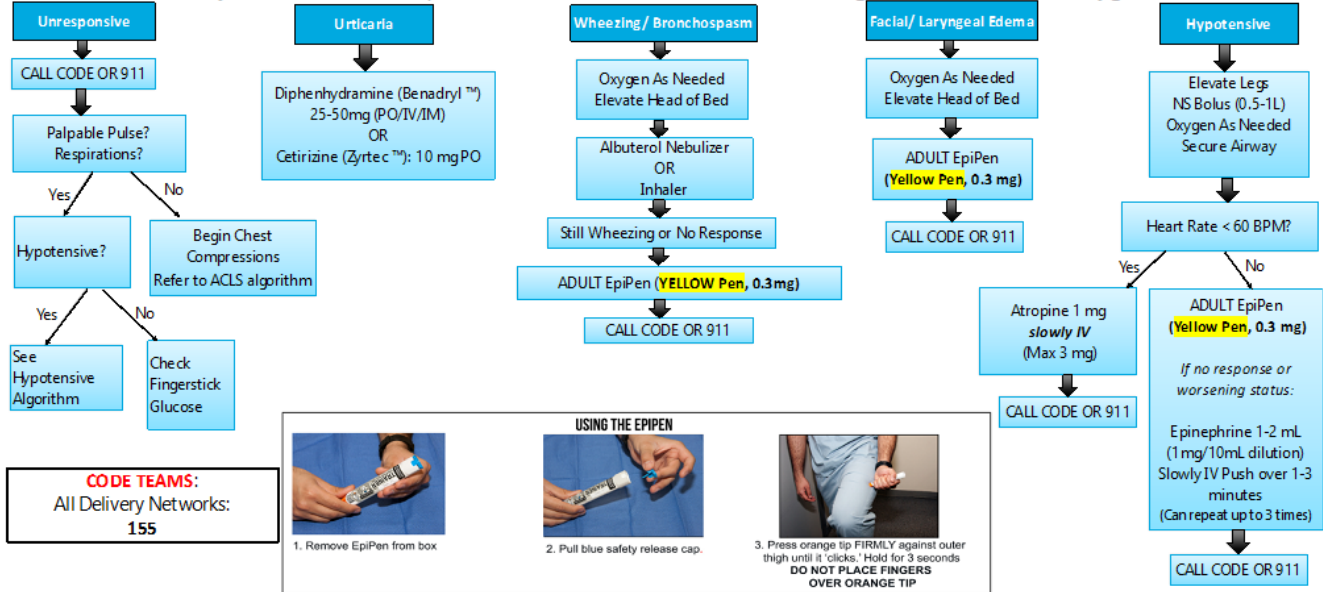 Unresponsive
CALL CODE OR 911
Palpable Pulse?
Respirations?
Yes
No
Hypotensive?
Begin Chest
Compressions
Refer to ACLS algorithm
Yes
No
See
Hypotensive
Algorithm
Check
Fingerstick
Glucose
CODE TEAMS:
All Delivery Networks:
155
Urticaria
Diphenhydramine (Benadryl ™)
25-50mg (PO/IV/IM)
OR
Cetirizine (Zyrtec ™): 10 mg PO
Wheezing/ Bronchospasm
Oxygen As Needed
Elevate Head of Bed
Albuterol Nebulizer
OR
Inhaler
Still Wheezing or No Response
ADULT EpiPen (YELLOW Pen, 0.3mg)
CALL CODE OR 911
Facial/ Laryngeal Edema
Oxygen As Needed
Elevate Head of Bed
ADULT EpiPen
(Yellow Pen, 0.3 mg)
CALL CODE OR 911
Hypotensive
Elevate Legs
NS Bolus (0.5-1L)
Oxygen As Needed
Secure Airway
Heart Rate < 60 BPM?
Yes
No
Atropine 1 mg
slowly IV
(Max 3 mg)
CALL CODE OR 911
ADULT EpiPen
(Yellow Pen, 0.3 mg)
If no response or
worsening status:
Epinephrine 1-2 mL
(1mg/10mL dilution)
Slowly IV Push over 1-3
minutes
(Can repeat up to 3 times)
CALL CODE OR 911
USING THE EPIPEN
1. Remove EpiPen from box
2. Pull blue safety release cap.
3. Press orange tip FIRMLY against outer
thigh until it 'clicks.' Hold for 3 seconds
DO NOT PLACE FINGERS
OVER ORANGE TIP